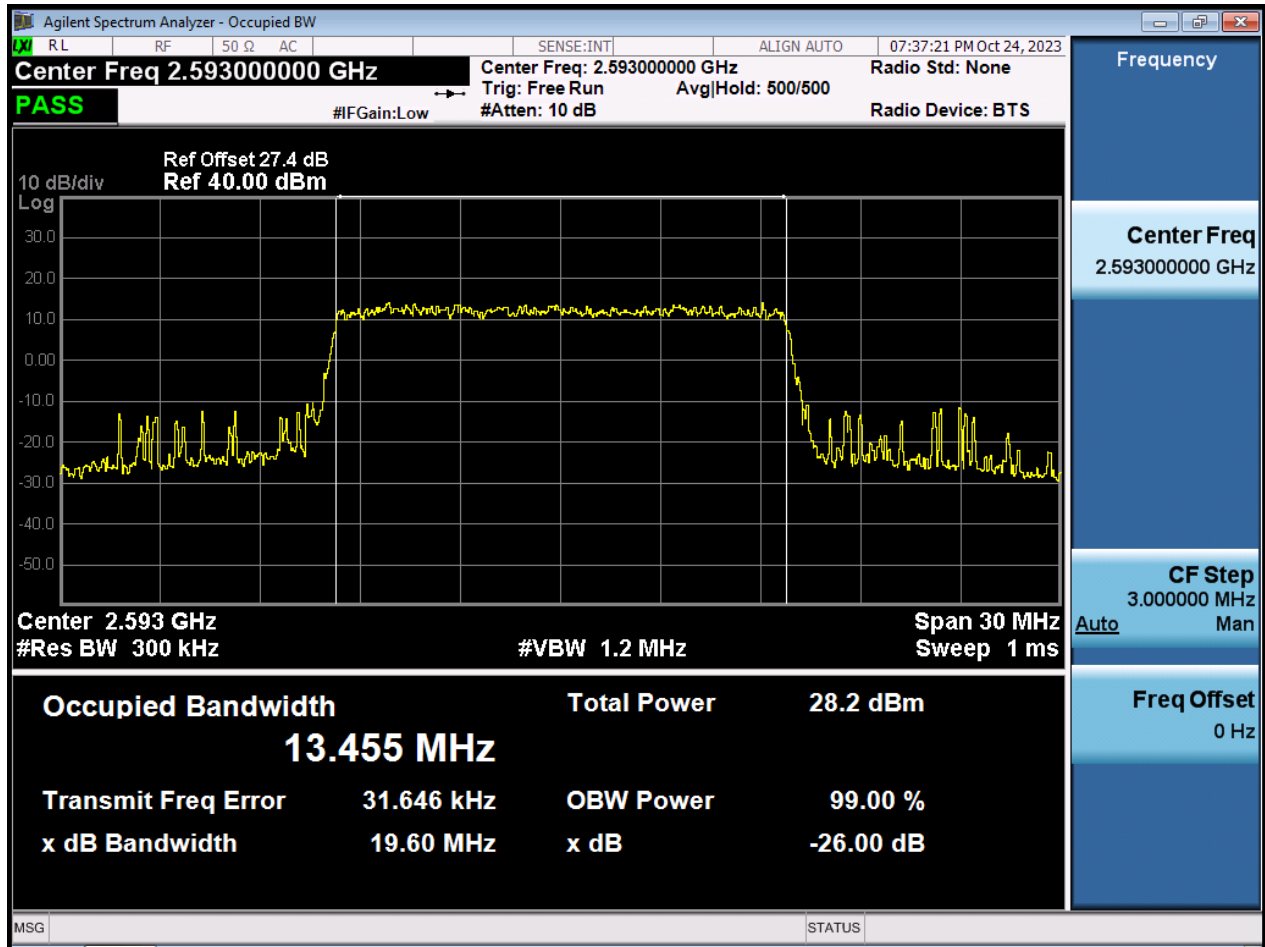 Agilent Spectrum Analyzer - Occupied BW
LXI RL RF 50 Ω AC SENSE:INT ALIGN AUTO 07:37:21 PM Oct 24, 2023
Center Freq 2.593000000 GHz
PASS
#IFGain:Low
Center Freq: 2.593000000 GHz
Trig: Free Run Avg|Hold: 500/500
#Atten: 10 dB
Radio Std: None
Radio Device: BTS
Ref Offset 27.4 dB
10 dB/div Ref 40.00 dBm
Log
30.0
20.0
10.0
0.00
-10.0
-20.0
-30.0
-40.0
-50.0
Center 2.593 GHz Span 30 MHz
#Res BW 300 kHz #VBW 1.2 MHz Sweep 1 ms
Occupied Bandwidth Total Power 28.2 dBm
13.455 MHz
Transmit Freq Error 31.646 kHz OBW Power 99.00 %
x dB Bandwidth 19.60 MHz x dB -26.00 dB
Frequency
Center Freq
2.593000000 GHz
CF Step
3.000000 MHz
Auto Man
Freq Offset
0 Hz
MSG STATUS